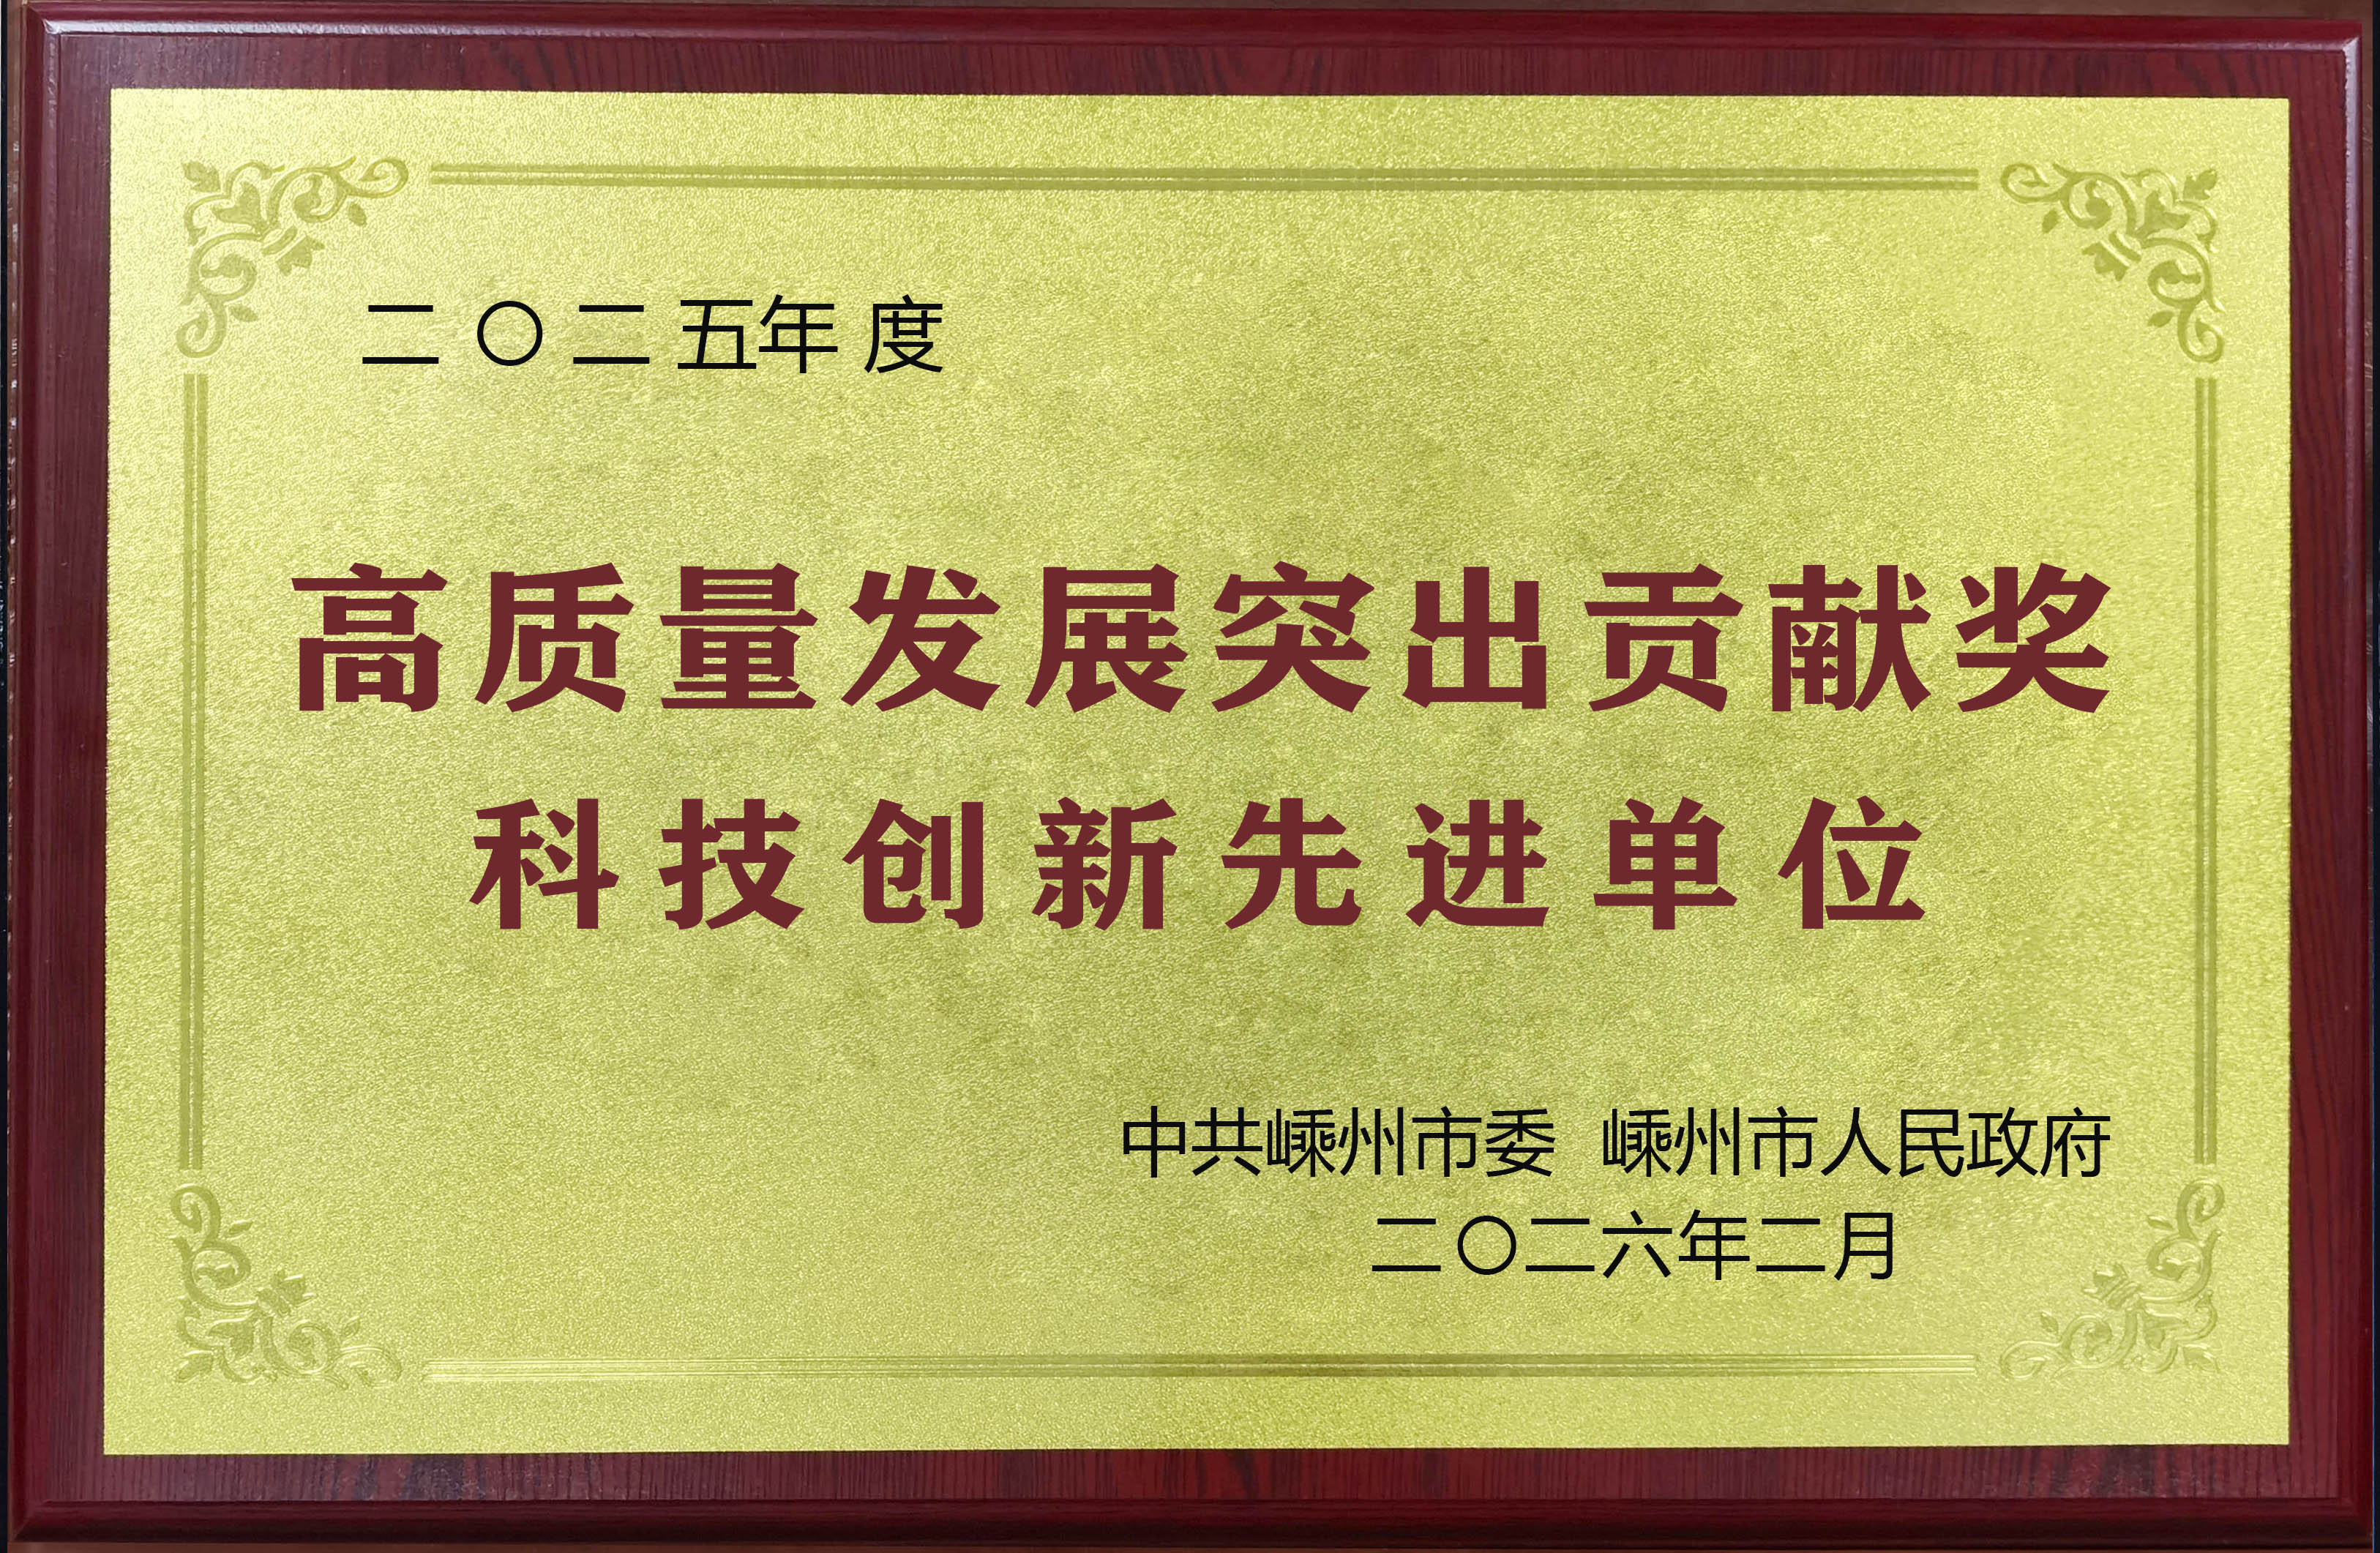 二〇二五年度
高质量发展突出贡献奖
科技创新先进单位
中共嵊州市委 嵊州市人民政府
二〇二六年二月